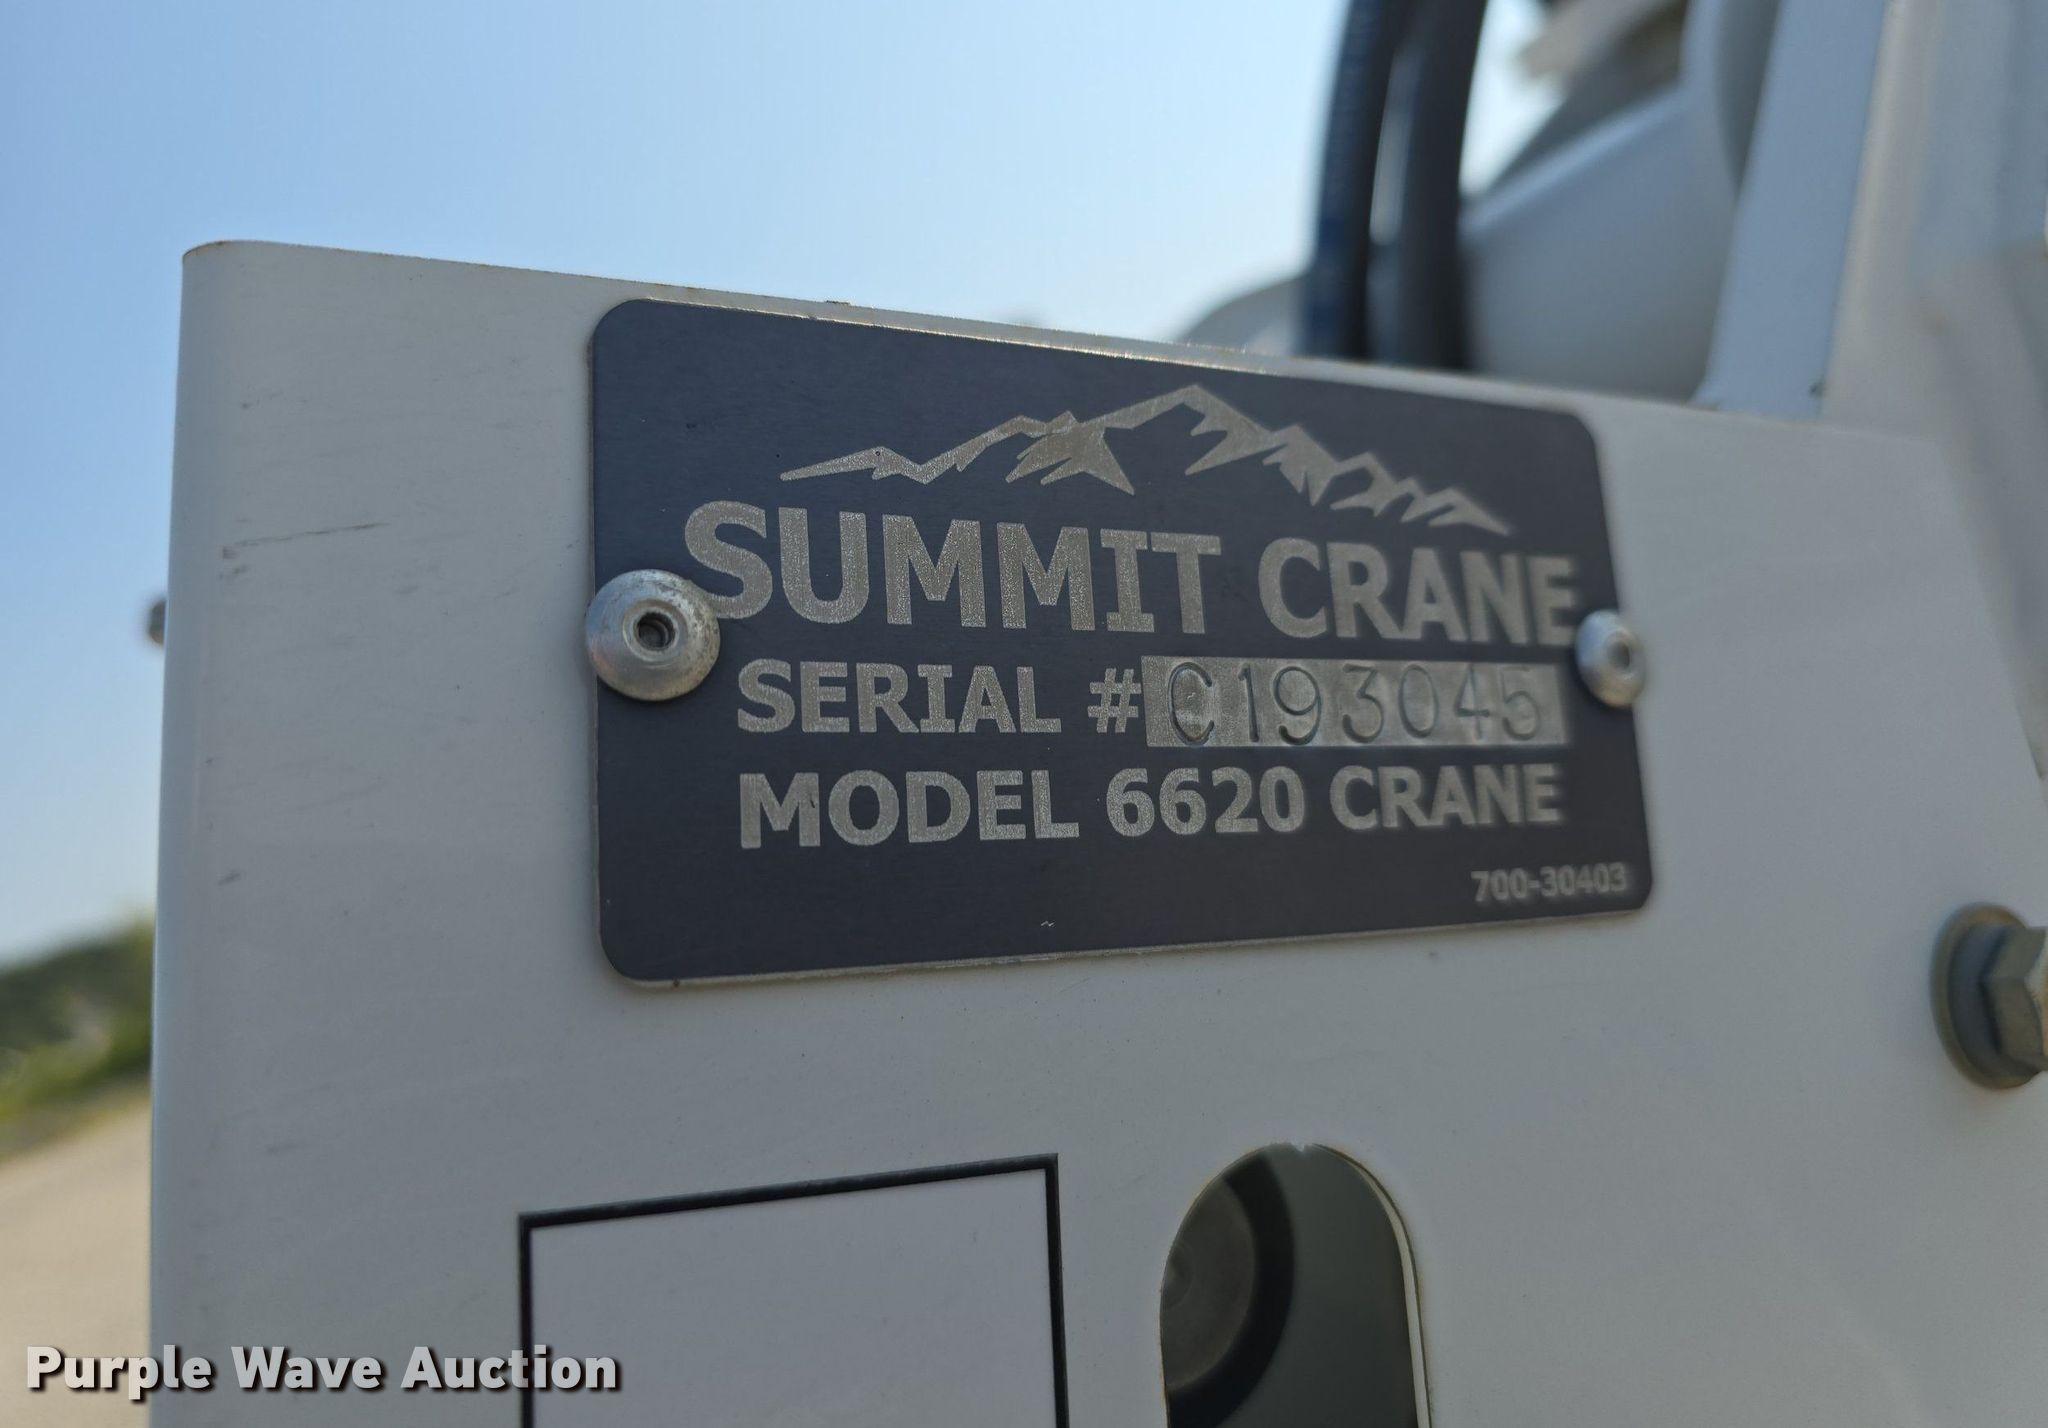 SUMMIT CRANE
SERIAL #C193045
MODEL 6620 CRANE
700-30403
Purple Wave Auction